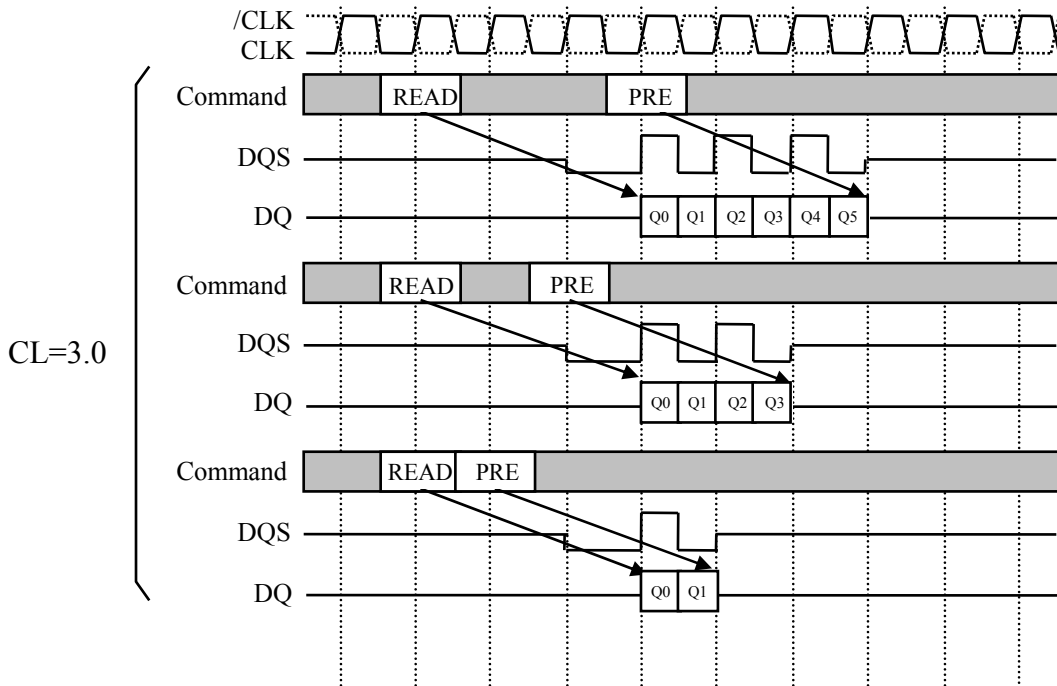 /CLK
CLK
Command READ PRE
DQS
DQ Q0 Q1 Q2 Q3 Q4 Q5
Command READ PRE
CL=3.0
DQS
DQ Q0 Q1 Q2 Q3
Command READ PRE
DQS
DQ Q0 Q1